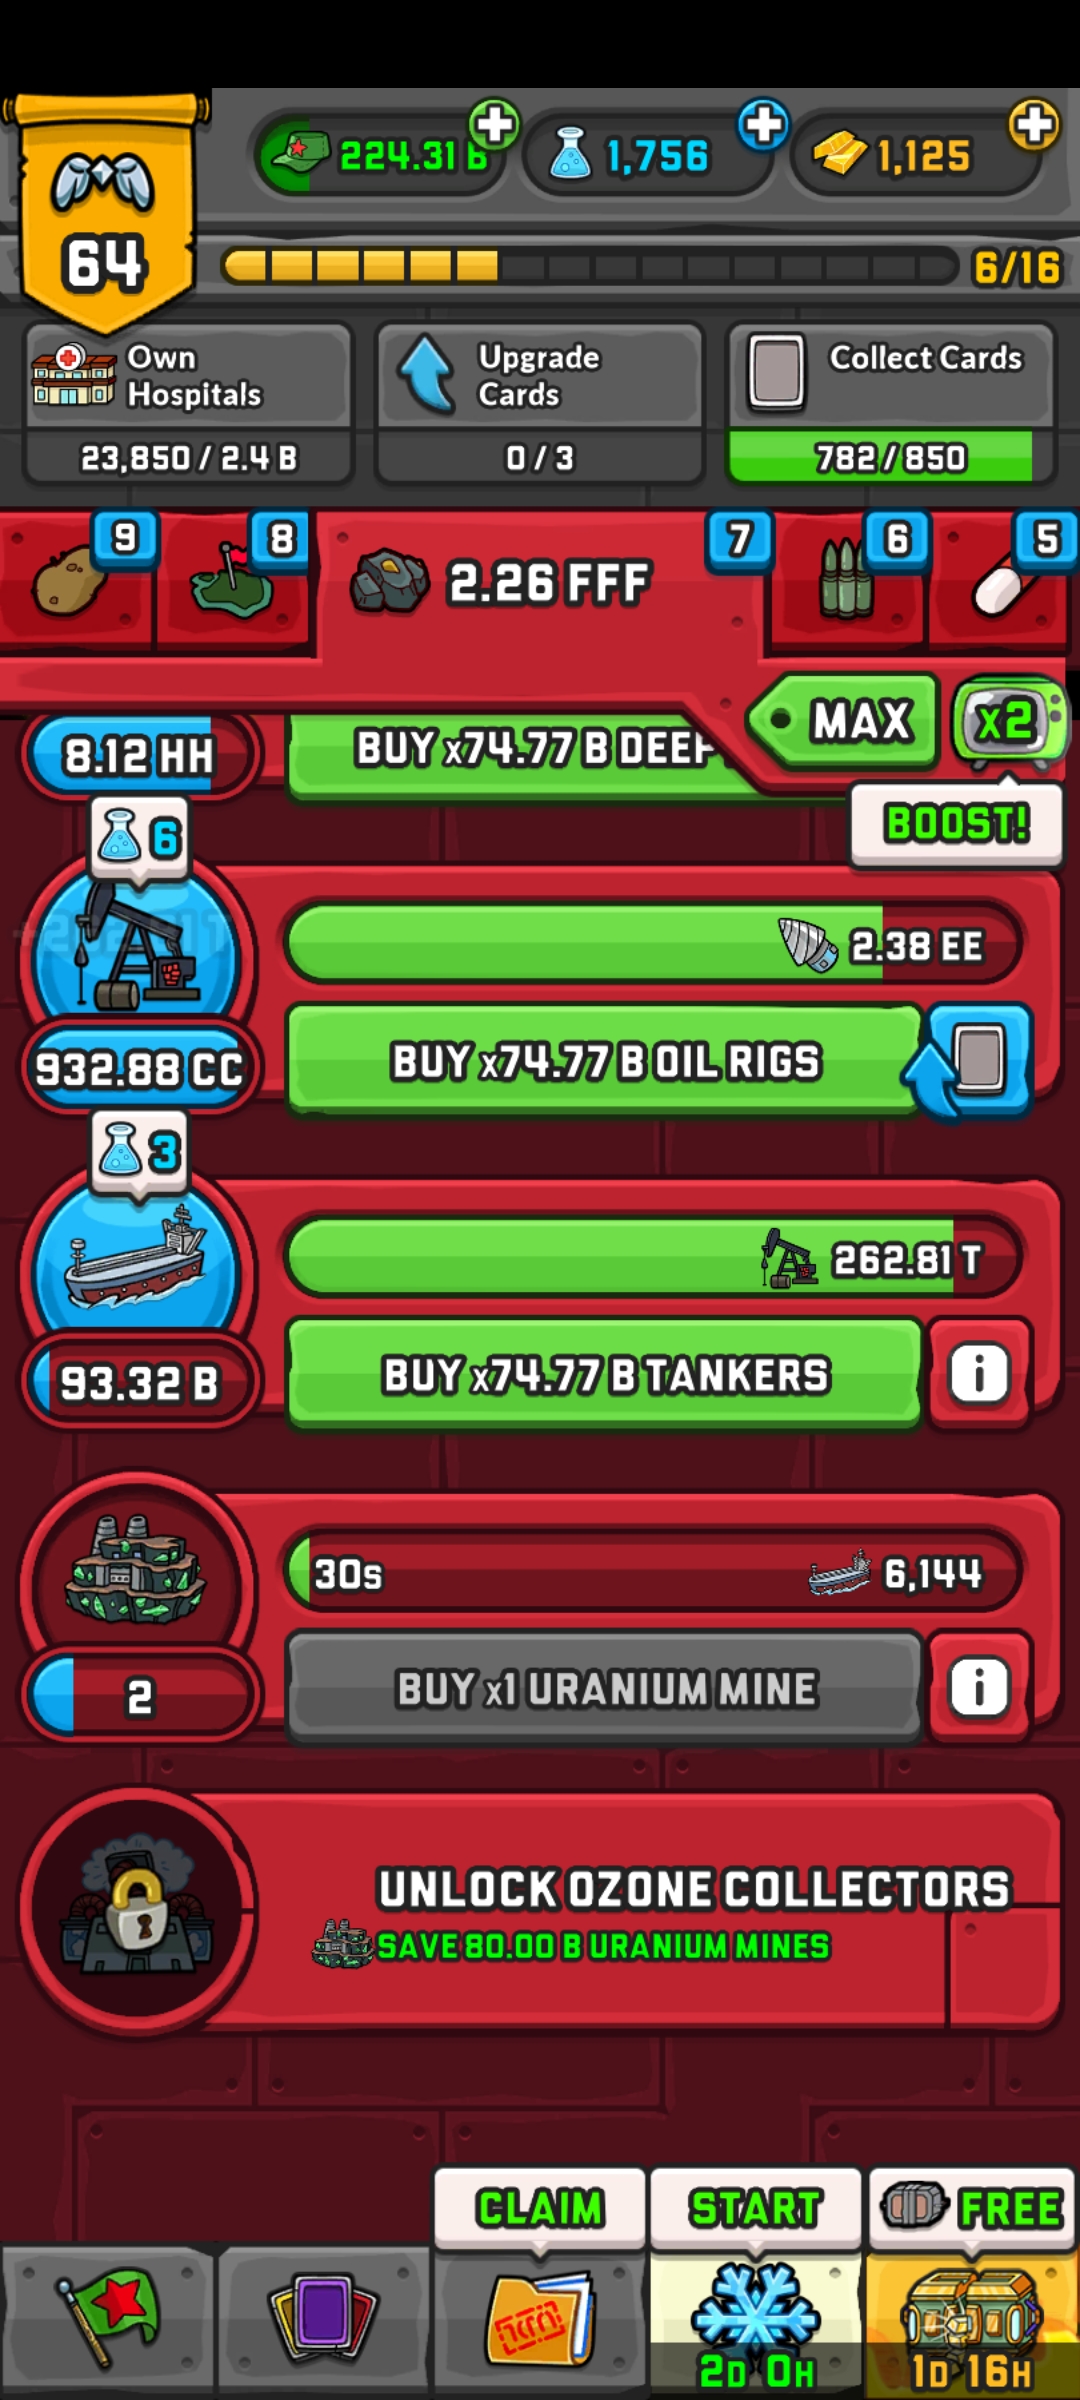 224.31 B
1,756
1,125
64
6/16
Own
Hospitals
23,850 / 2.4 B
Upgrade
Cards
0 / 3
Collect Cards
782 / 850
9
8
2.26 FFF
7
6
5
MAX
X2
BOOST!
8.12 HH
BUY x74.77 B DEEP
6
2.38 EE
932.88 CC
BUY x74.77 B OIL RIGS
3
262.81 T
93.32 B
BUY x74.77 B TANKERS
i
30s
6,144
2
BUY x1 URANIUM MINE
i
UNLOCK OZONE COLLECTORS
SAVE 80.00 B URANIUM MINES
CLAIM
START
FREE
2D 0H
1D 16H